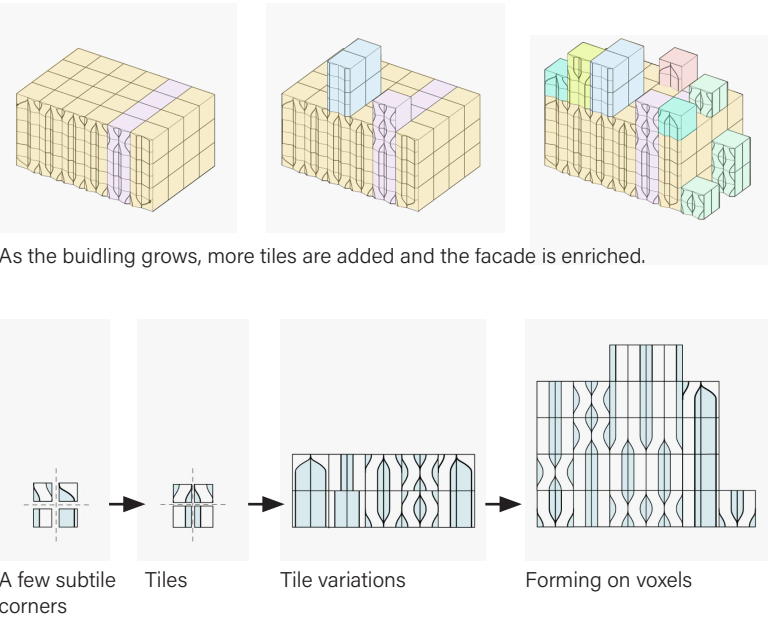 As the buidling grows, more tiles are added and the facade is enriched.
A few subtile
corners
Tiles
Tile variations
Forming on voxels